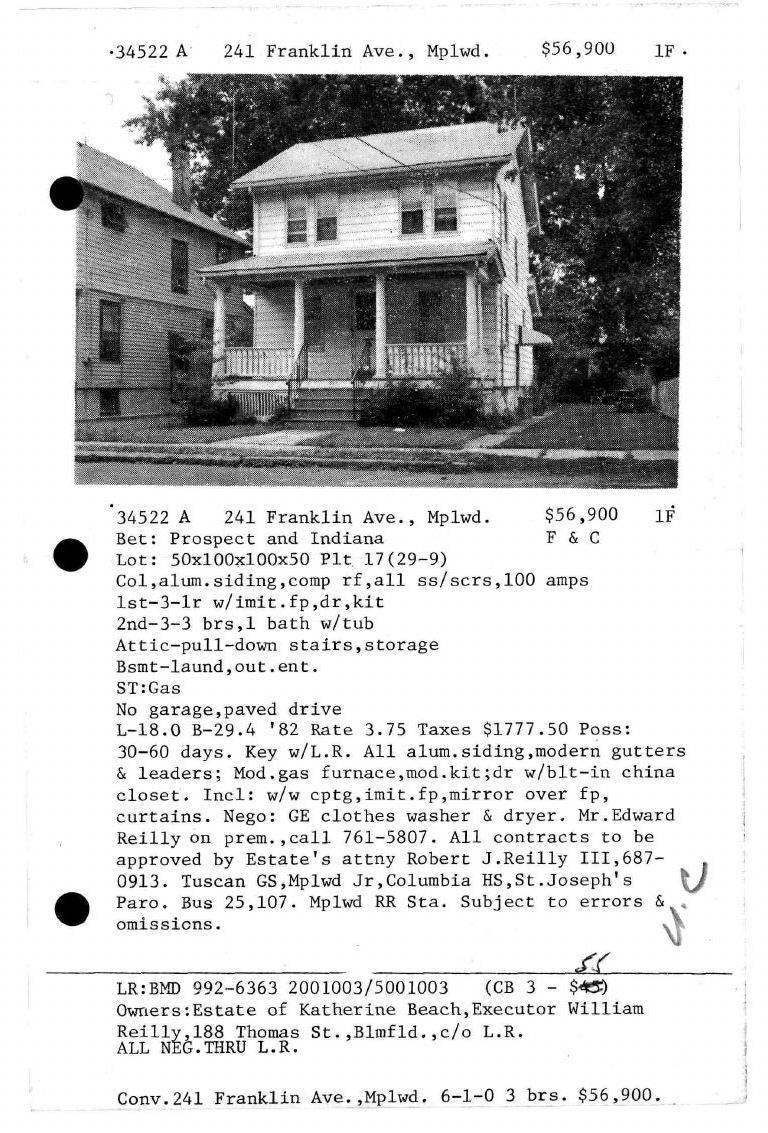 34522 A 241 Franklin Ave., Mplwd. $56,900 1F
34522 A 241 Franklin Ave., Mplwd. $56,900 1F
Bet: Prospect and Indiana F & C
Lot: 50x100x100x50 Plt 17(29-9)
Col,alum.siding,comp rf,all ss/scrs,100 amps
1st-3-lr w/imit.fp,dr,kit
2nd-3-3 brs,1 bath w/tub
Attic-pull-down stairs,storage
Bsmt-laund,out.ent.
ST:Gas
No garage,paved drive
L-18.0 B-29.4 '82 Rate 3.75 Taxes $1777.50 Poss:
30-60 days. Key w/L.R. All alum.siding,modern gutters
& leaders; Mod.gas furnace,mod.kit;dr w/blt-in china
closet. Incl: w/w cptg,imit.fp,mirror over fp,
curtains. Nego: GE clothes washer & dryer. Mr.Edward
Reilly on prem.,call 761-5807. All contracts to be
approved by Estate's attny Robert J.Reilly III,687-
0913. Tuscan GS,Mplwd Jr,Columbia HS,St.Joseph's
Paro. Bus 25,107. Mplwd RR Sta. Subject to errors &
omissions.
U.C
55
LR:BMD 992-6363 2001003/5001003 (CB 3 - $45)
Owners:Estate of Katherine Beach,Executor William
Reilly,188 Thomas St.,Blmfld.,c/o L.R.
ALL NEG.THRU L.R.
Conv.241 Franklin Ave.,Mplwd. 6-1-0 3 brs. $56,900.